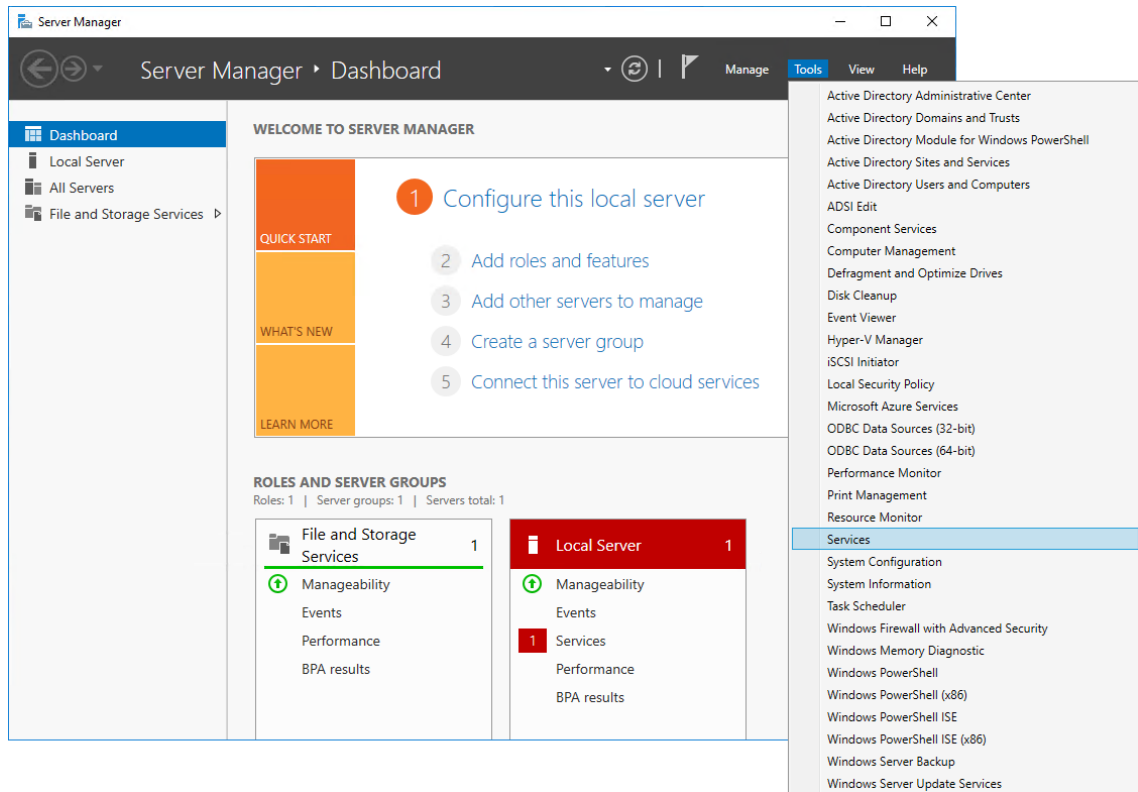 Server Manager
Server Manager ‣ Dashboard
Manage Tools View Help
Dashboard
Local Server
All Servers
File and Storage Services
WELCOME TO SERVER MANAGER
QUICK START
WHAT'S NEW
LEARN MORE
1 Configure this local server
2 Add roles and features
3 Add other servers to manage
4 Create a server group
5 Connect this server to cloud services
ROLES AND SERVER GROUPS
Roles: 1 | Server groups: 1 | Servers total: 1
File and Storage
Services
1
Manageability
Events
Performance
BPA results
Local Server 1
Manageability
Events
1 Services
Performance
BPA results
Active Directory Administrative Center
Active Directory Domains and Trusts
Active Directory Module for Windows PowerShell
Active Directory Sites and Services
Active Directory Users and Computers
ADSI Edit
Component Services
Computer Management
Defragment and Optimize Drives
Disk Cleanup
Event Viewer
Hyper-V Manager
iSCSI Initiator
Local Security Policy
Microsoft Azure Services
ODBC Data Sources (32-bit)
ODBC Data Sources (64-bit)
Performance Monitor
Print Management
Resource Monitor
Services
System Configuration
System Information
Task Scheduler
Windows Firewall with Advanced Security
Windows Memory Diagnostic
Windows PowerShell
Windows PowerShell (x86)
Windows PowerShell ISE
Windows PowerShell ISE (x86)
Windows Server Backup
Windows Server Update Services